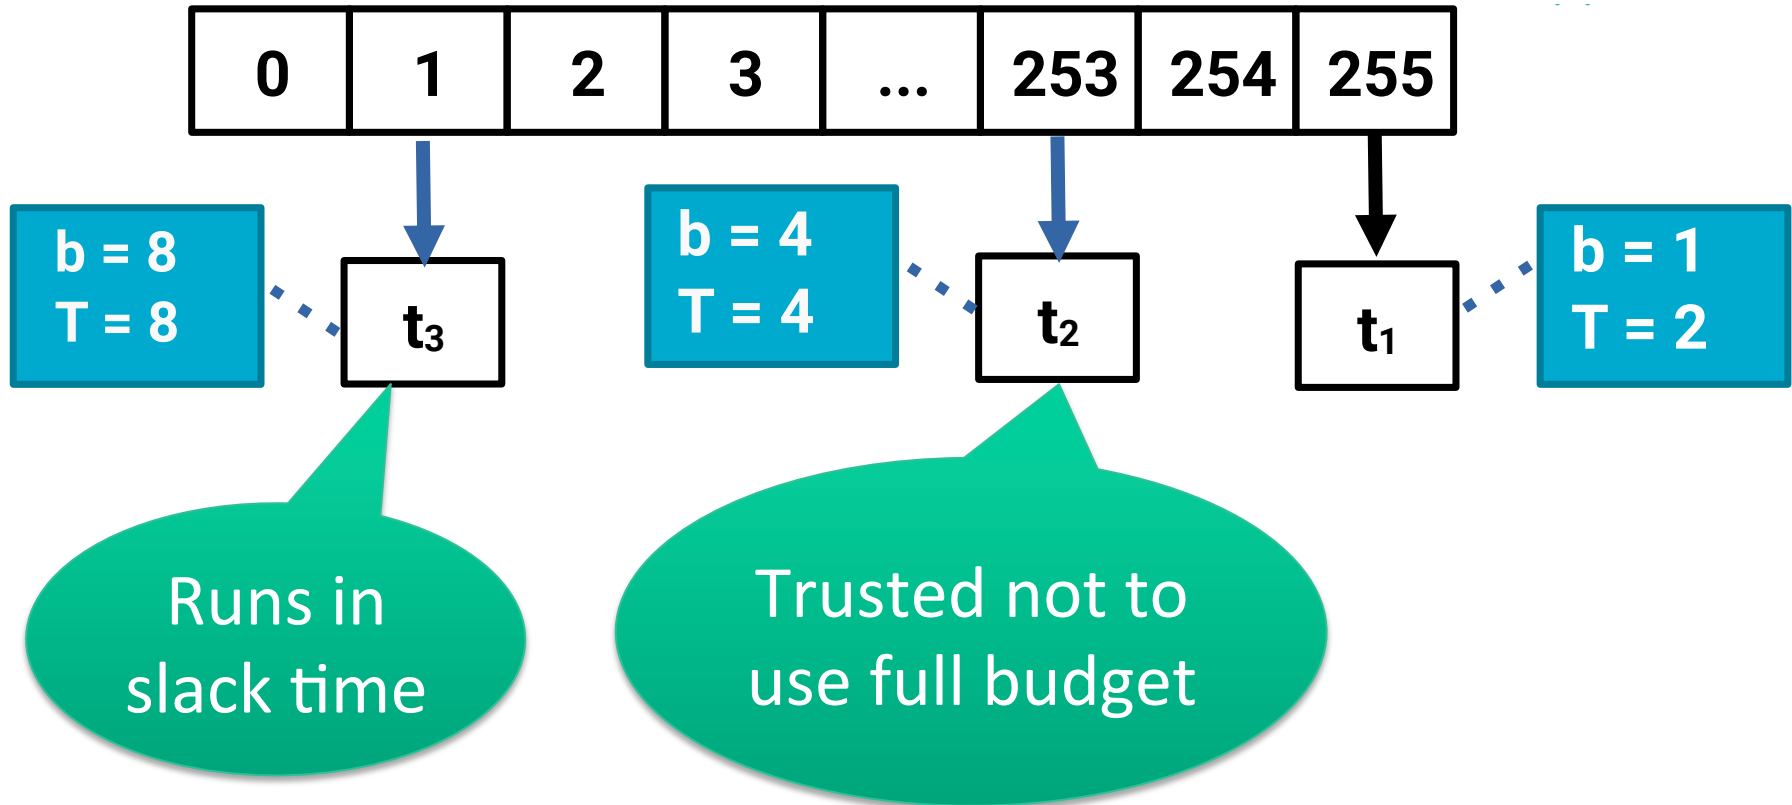 0 1 2 3 ... 253 254 255
b = 8
T = 8
t₃
b = 4
T = 4
t₂
t₁
b = 1
T = 2
Runs in
slack time
Trusted not to
use full budget